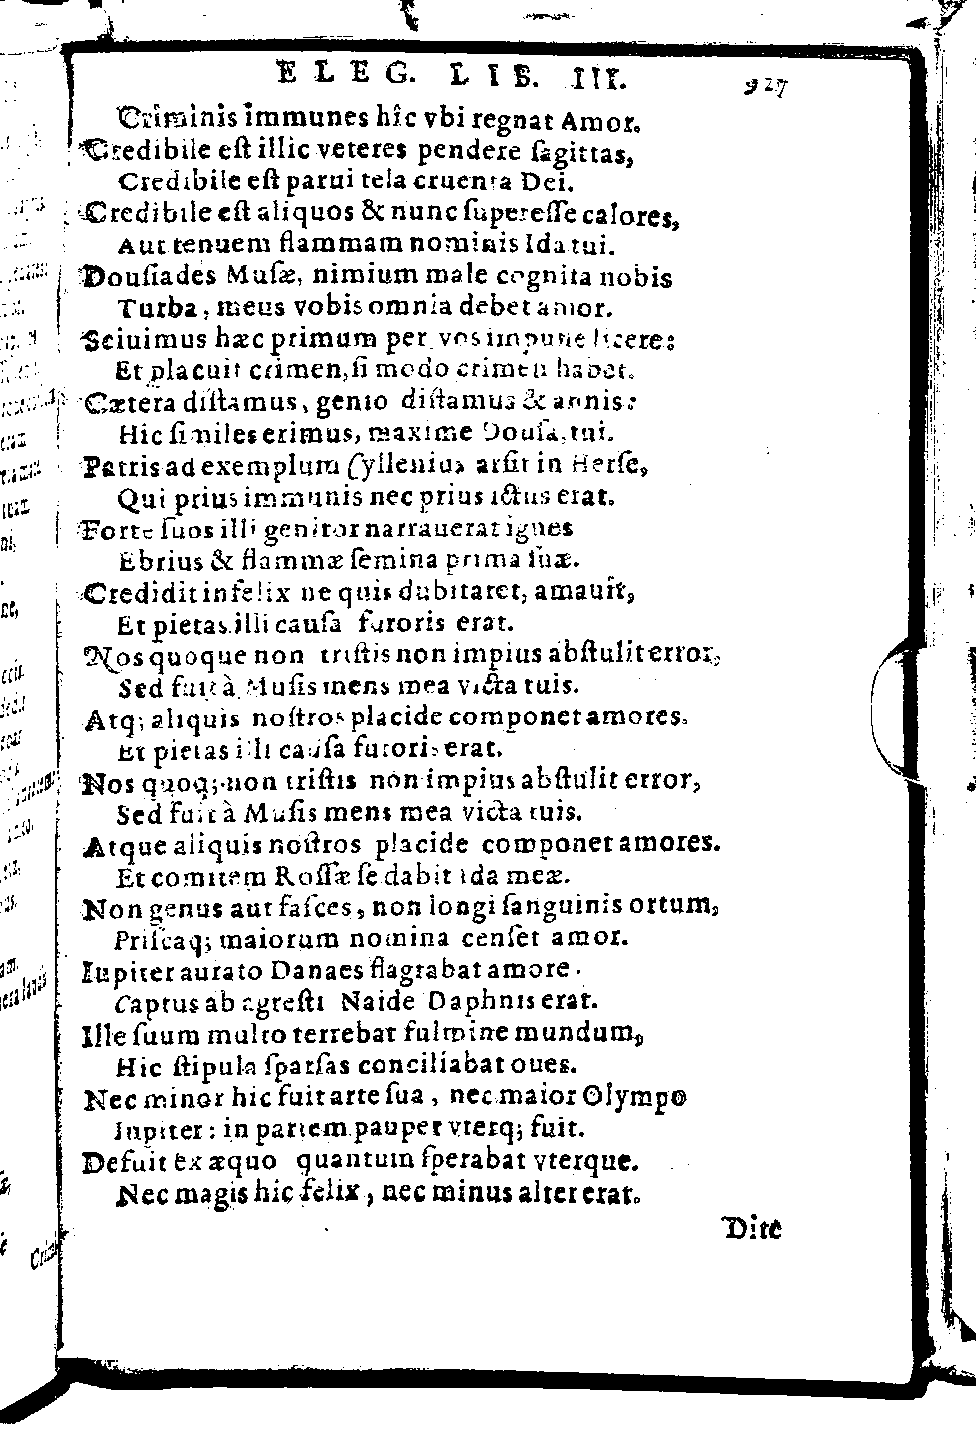 ELEG. LIB. III. 927
Criminis immunes hîc vbi regnat Amor.
Credibile eſt illic veteres pendere ſagittas,
Credibile eſt parui tela cruenta Dei.
Credibile eſt aliquos & nunc ſupereſſe calores,
Aut tenuem flammam nominis Ida tui.
Douſiades Muſæ, nimium male cognita nobis
Turba, meus vobis omnia debet amor.
Sciuimus hæc primum per vos impune licere:
Et placuit crimen, ſi modo crimen habet.
Cætera diſtamus, genio diſtamus & annis:
Hic ſimiles erimus, maxime Douſa, tui.
Patris ad exemplum Cyllenius arſit in Herſe,
Qui prius immunis nec prius ictus erat.
Forte ſuos illi genitor narrauerat ignes
Ebrius & flammæ ſemina prima ſuæ.
Credidit infelix ne quis dubitaret, amauit,
Et pietas illi cauſa furoris erat.
Nos quoque non triſtis non impius abſtulit error,
Sed fuit à Muſis mens mea victa tuis.
Atq; aliquis noſtros placide componet amores.
Et pietas illi cauſa furoris erat.
Nos quoq; non triſtis non impius abſtulit error,
Sed fuit à Muſis mens mea victa tuis.
Atque aliquis noſtros placide componet amores.
Et comitem Roſſæ ſe dabit ida meæ.
Non genus aut faſces, non longi ſanguinis ortum,
Priſcaq; maiorum nomina cenſet amor.
Iupiter aurato Danaes flagrabat amore.
Captus ab agreſti Naide Daphnis erat.
Ille ſuum multo terrebat fulmine mundum,
Hic ſtipula ſparſas conciliabat oues.
Nec minor hic fuit arte ſua, nec maior Olympo
Iupiter: in partem pauper vterq; fuit.
Defuit ex æquo quantum ſperabat vterque.
Nec magis hic felix, nec minus alter erat.
Dite